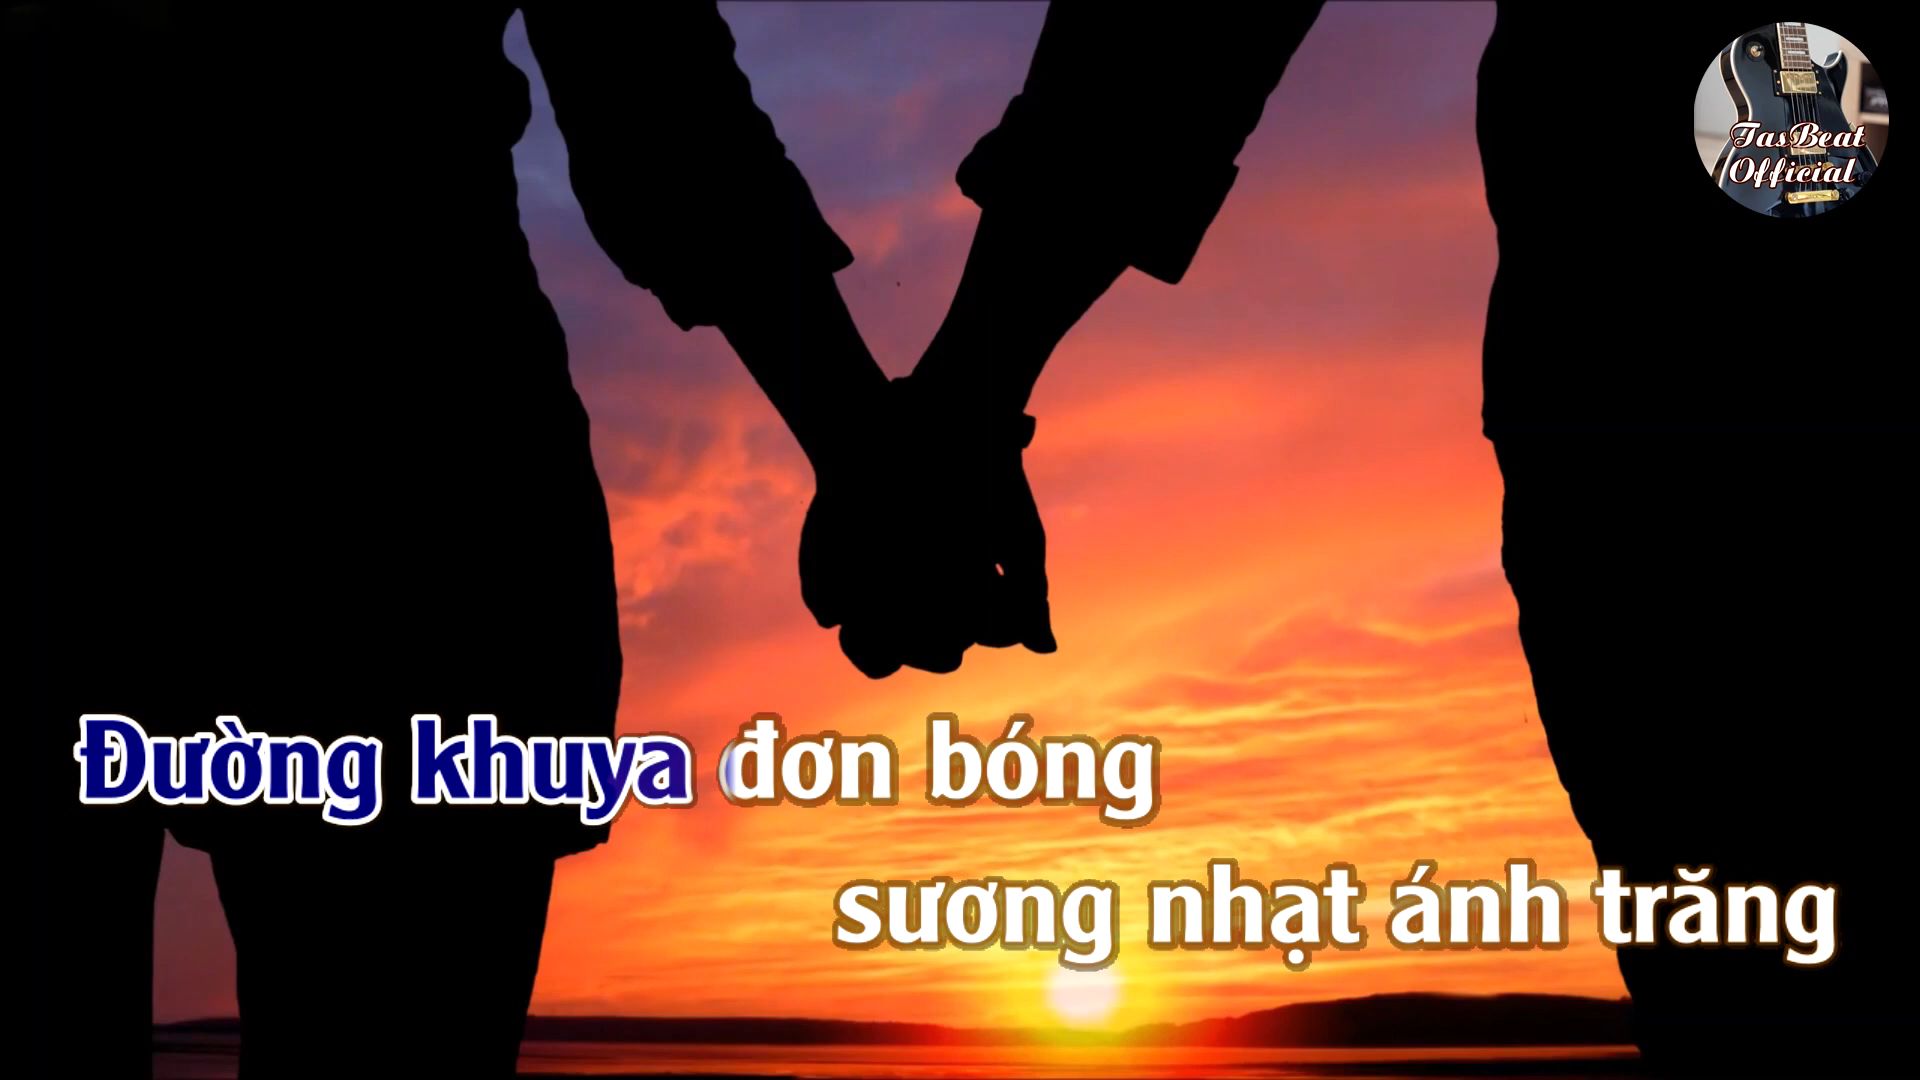 TasBeat
Official
Đường khuya đơn bóng
sương nhạt ánh trăng